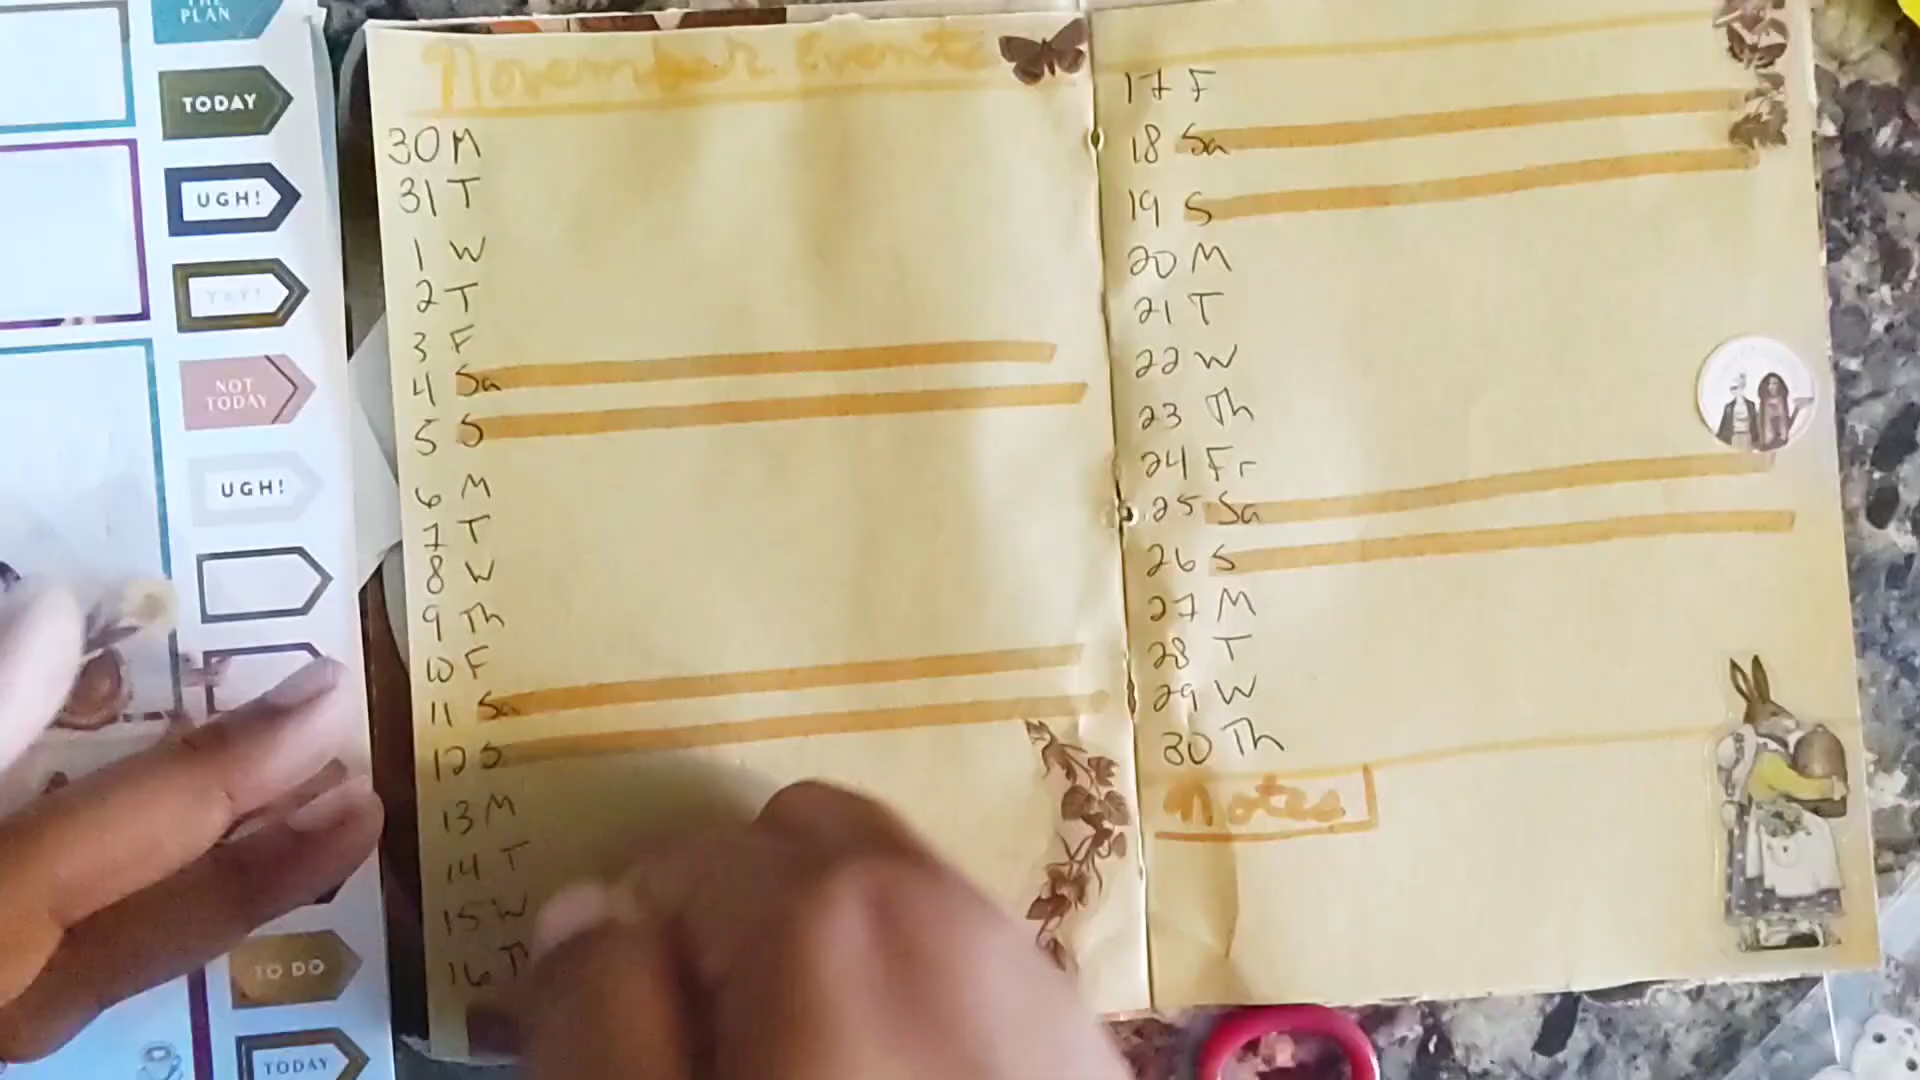 THE
PLAN
TODAY
UGH!
YAY!
NOT
TODAY
UGH!
TO DO
TODAY
November Events
30 M
31 T
1 W
2 T
3 F
4 Sa
5 S
6 M
7 T
8 W
9 Th
10 F
11 Sa
12 S
13 M
14 T
15 W
16 Th
17 F
18 Sa
19 S
20 M
21 T
22 W
23 Th
24 Fr
25 Sa
26 S
27 M
28 T
29 W
30 Th
Notes